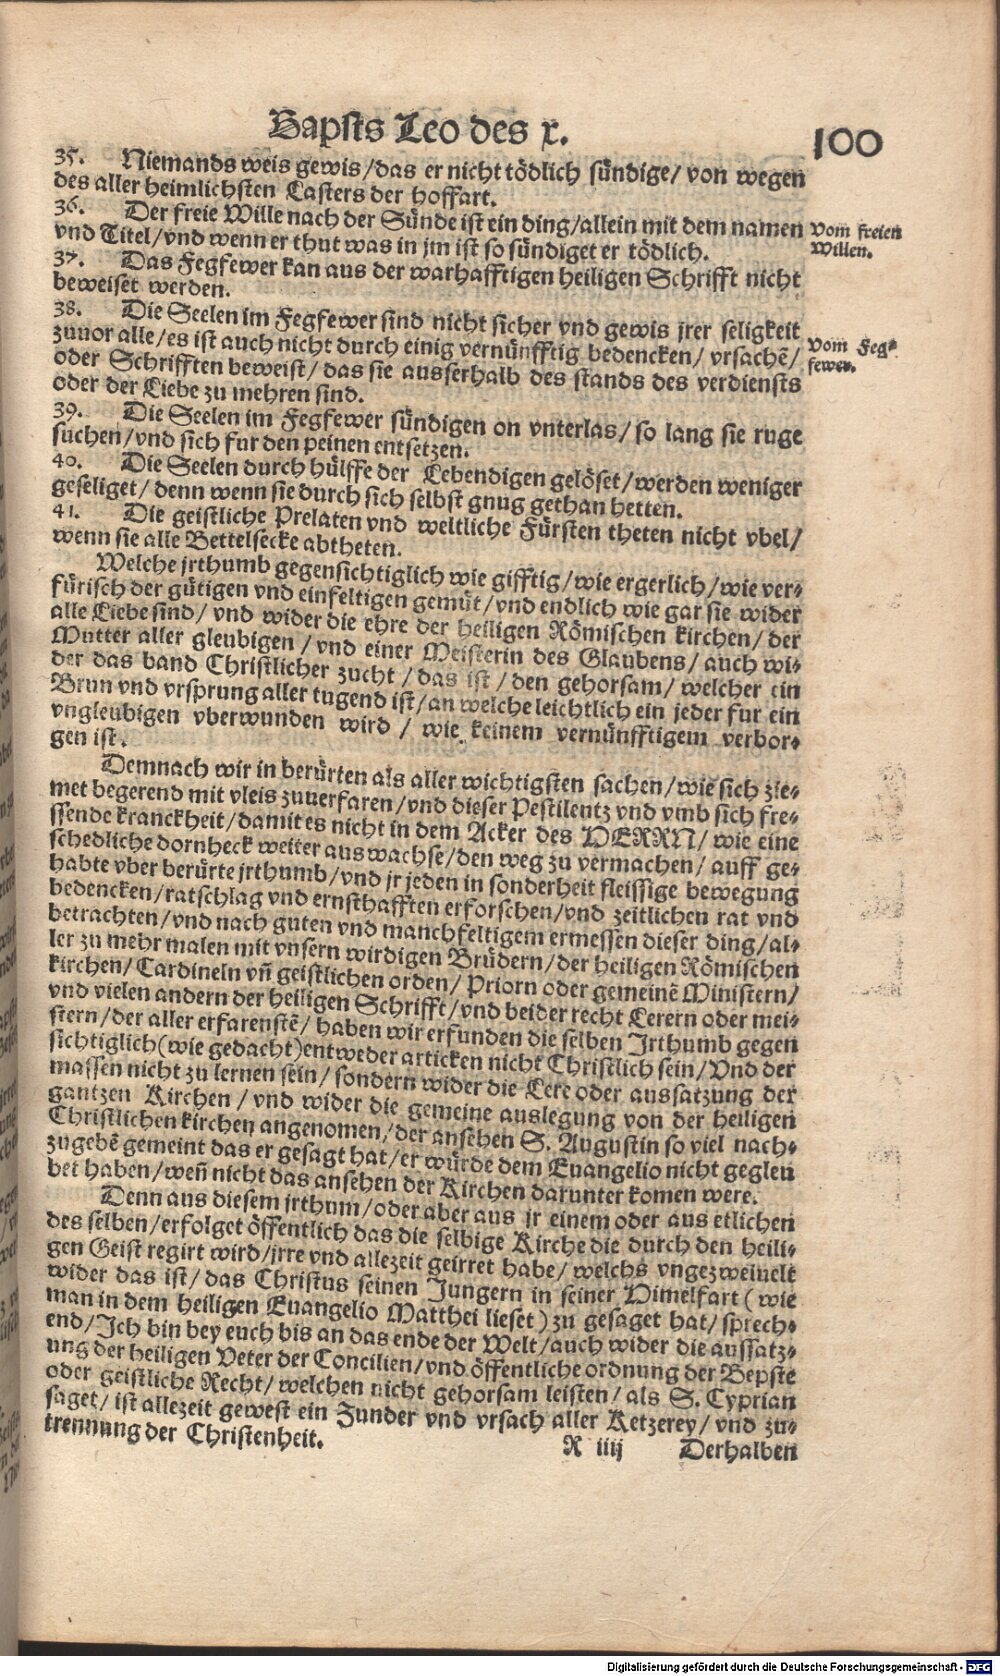 Bapsts Leo des x.
100
35. Niemands weis gewis/das er nicht tödlich sündige/ von wegen
des aller heimlichsten Lasters der hoffart.
36. Der freie Wille nach der Sünde ist ein ding/allein mit dem namen
vnd Titel/vnd wenn er thut was in jm ist so sündiget er tödlich.
Vom freien
Willen.
37. Das Fegfewer kan aus der warhafftigen heiligen Schrifft nicht
beweiset werden.
38. Die Seelen im Fegfewer sind nicht sicher vnd gewis jrer seligkeit
zuuor alle/es ist auch nicht durch einig vernünfftig bedencken/ vrsachē/
oder Schrifften beweist/ das sie ausserhalb des stands des verdiensts
oder der Liebe zu mehren sind.
Vom Feg-
fewer.
39. Die Seelen im Fegfewer sündigen on vnterlas/ so lang sie ruge
suchen/vnd sich fur den peinen entsetzen.
40. Die Seelen durch hülffe der Lebendigen gelöset/ werden weniger
geseliget/ denn wenn sie durch sich selbst gnug gethan hetten.
41. Die geistliche Prelaten vnd weltliche Fürsten theten nicht vbel/
wenn sie alle Bettelsecke abtheten.
Welche jrthumb gegensichtiglich wie gifftig/wie ergerlich/wie ver-
fürisch der gütigen vnd einfeltigen gemüt/vnd endlich wie gar sie wider
alle Liebe sind/ vnd wider die ehre der heiligen Römischen kirchen/ der
Mutter aller gleubigen/ vnd einer Meisterin des Glaubens/ auch wi-
der das band Christlicher zucht/ das ist/ den gehorsam/ welcher ein
Brun vnd vrsprung aller tugend ist/ an welche leichtlich ein jeder fur ein
vngleubigen vberwunden wird/ wie keinem vernünfftigem verbor-
gen ist.
Demnach wir in berürten als aller wichtigsten sachen/wie sich zie-
met begerend mit vleis zuuerfaren/vnd dieser Pestilentz vnd vmb sich fre-
ssende kranckheit/damit es nicht in dem Acker des HERRN/ wie eine
schedliche dornheck weiter aus wachse/den weg zu vermachen/ auff ge-
habte vber berürte jrthumb/vnd jr jeden in sonderheit fleissige bewegung
bedencken/ratschlag vnd ernsthafften erforschen/vnd zeitlichen rat vnd
betrachten/vnd nach guten vnd manchfeltigem ermessen dieser ding/al-
ler zu mehr malen mit vnsern wirdigen Brüdern/der heiligen Römischen
kirchen/Cardineln vn̄ geistlichen orden/ Priorn oder gemeinē Ministern/
vnd vielen andern der heiligen Schrifft/vnd beider recht Lerern oder mei-
stern/der aller erfarenstē/ haben wir erfunden die selben Jrthumb gegen
sichtiglich(wie gedacht)entweder articken nicht Christlich sein/Vnd der
massen nicht zu lernen sein/ sondern wider die Lere oder aussatzung der
gantzen Kirchen/ vnd wider die gemeine auslegung von der heiligen
Christlichen kirchen angenomen/der ansehen S. Augustin so viel nach-
zugebē gemeint das er gesagt hat/er würde dem Euangelio nicht gegleu
bet haben/wen̄ nicht das ansehen der Kirchen darunter komen were.
Denn aus diesem jrthum/oder aber aus jr einem oder aus etlichen
des selben/erfolget öffentlich das die selbige Kirche die durch den heili-
gen Geist regirt wird/jrre vnd allezeit geirret habe/ welchs vngezweiuelt
wider das ist/ das Christus seinen Jungern in seiner Himelfart ( wie
man in dem heiligen Euangelio Matthei lieset ) zu gesaget hat/ sprech-
end/Ich bin bey euch bis an das ende der Welt/auch wider die aussatz-
ung der heiligen Veter der Concilien/vnd öffentliche ordnung der Bepste
oder geistliche Recht/ welchen nicht gehorsam leisten/ als S. Cyprian
saget/ ist allezeit gewest ein Zunder vnd vrsach aller Ketzerey/ vnd zu-
trennung der Christenheit.
R iiij
Derhalben
Digitalisierung gefördert durch die Deutsche Forschungsgemeinschaft - DFG